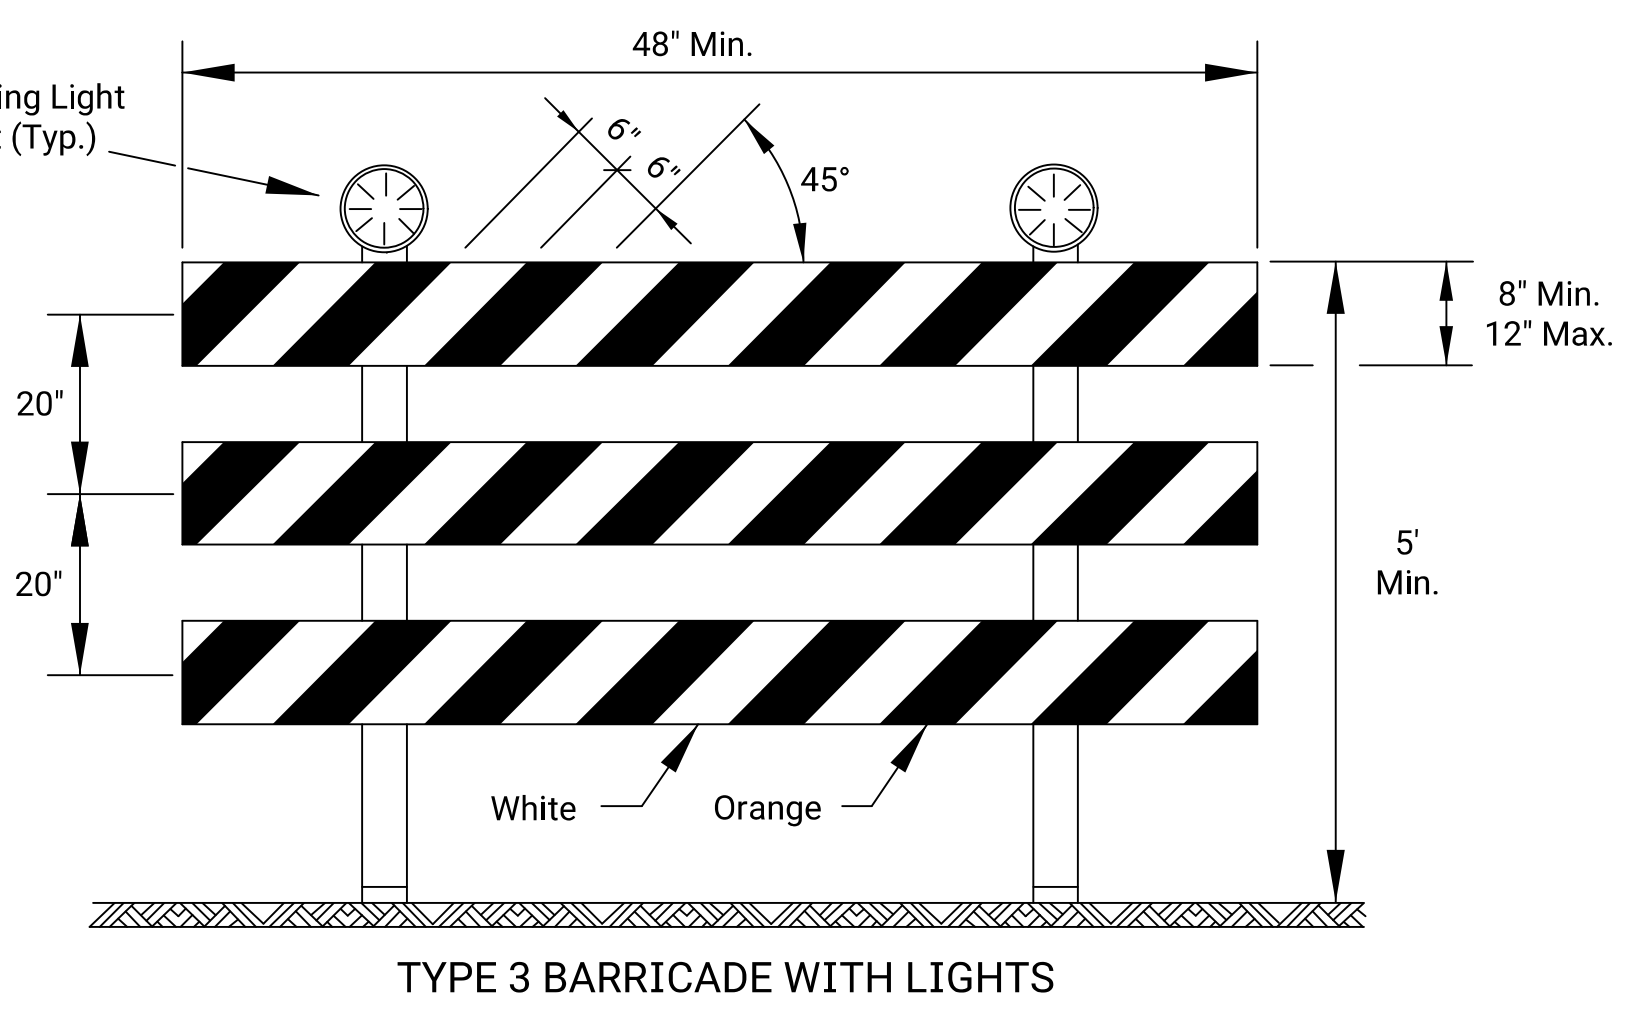 48" Min.
Light
(Typ.)
6"
6"
45°
8" Min.
12" Max.
20"
20"
5'
Min.
White
Orange
TYPE 3 BARRICADE WITH LIGHTS